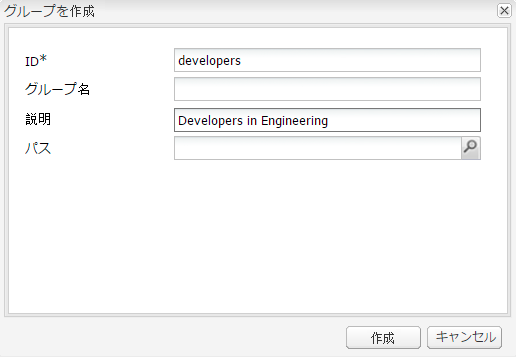 グループを作成
ID* developers
グループ名
説明 Developers in Engineering
パス
作成 キャンセル